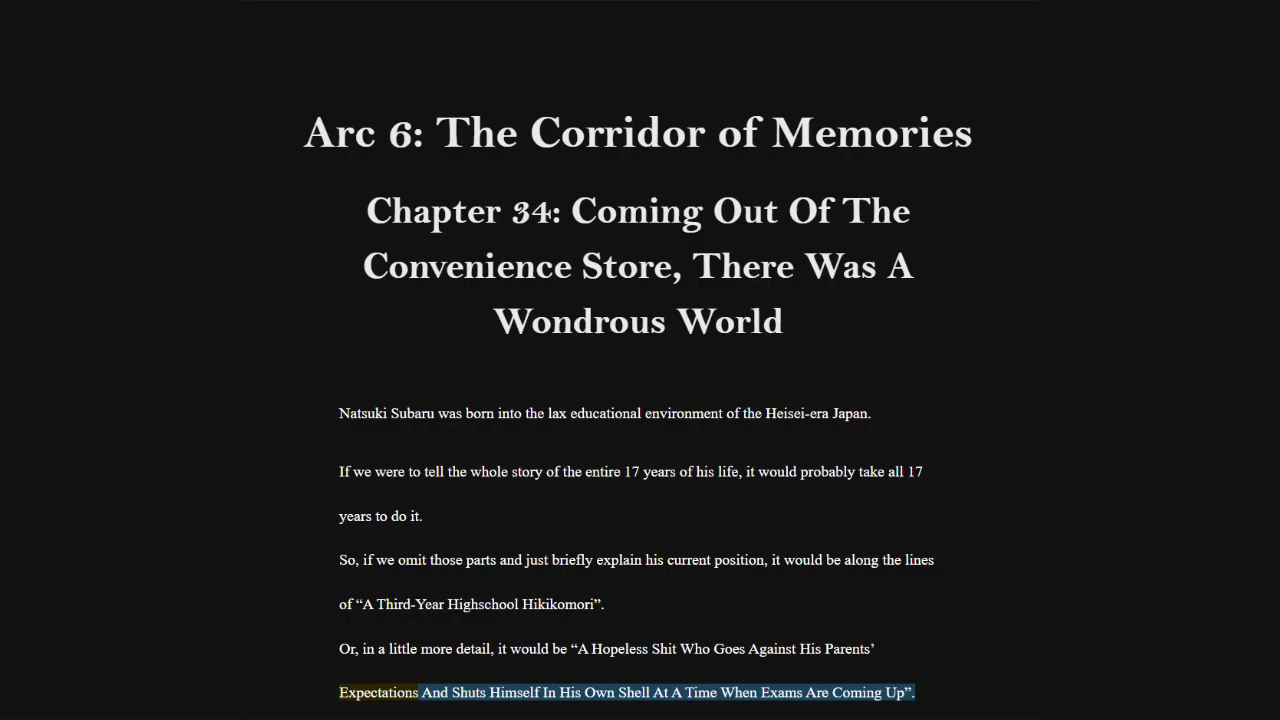 Arc 6: The Corridor of Memories
Chapter 34: Coming Out Of The
Convenience Store, There Was A
Wondrous World
Natsuki Subaru was born into the lax educational environment of the Heisei-era Japan.
If we were to tell the whole story of the entire 17 years of his life, it would probably take all 17
years to do it.
So, if we omit those parts and just briefly explain his current position, it would be along the lines
of “A Third-Year Highschool Hikikomori”.
Or, in a little more detail, it would be “A Hopeless Shit Who Goes Against His Parents’
Expectations And Shuts Himself In His Own Shell At A Time When Exams Are Coming Up”.